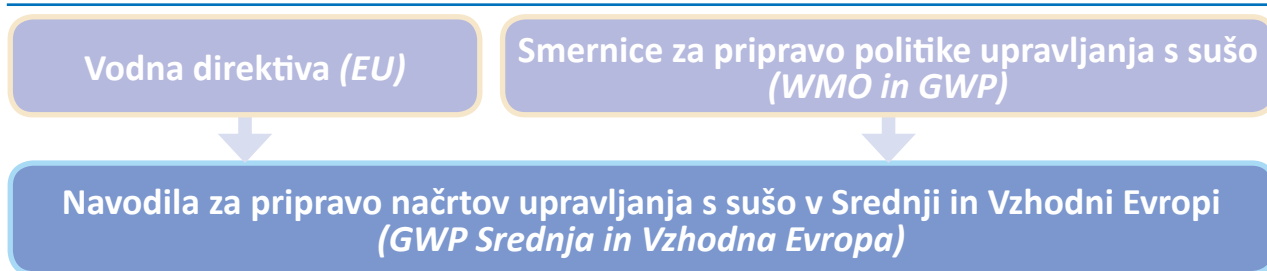 Vodna direktiva (EU)
Smernice za pripravo politike upravljanja s sušo
(WMO in GWP)
Navodila za pripravo načrtov upravljanja s sušo v Srednji in Vzhodni Evropi
(GWP Srednja in Vzhodna Evropa)